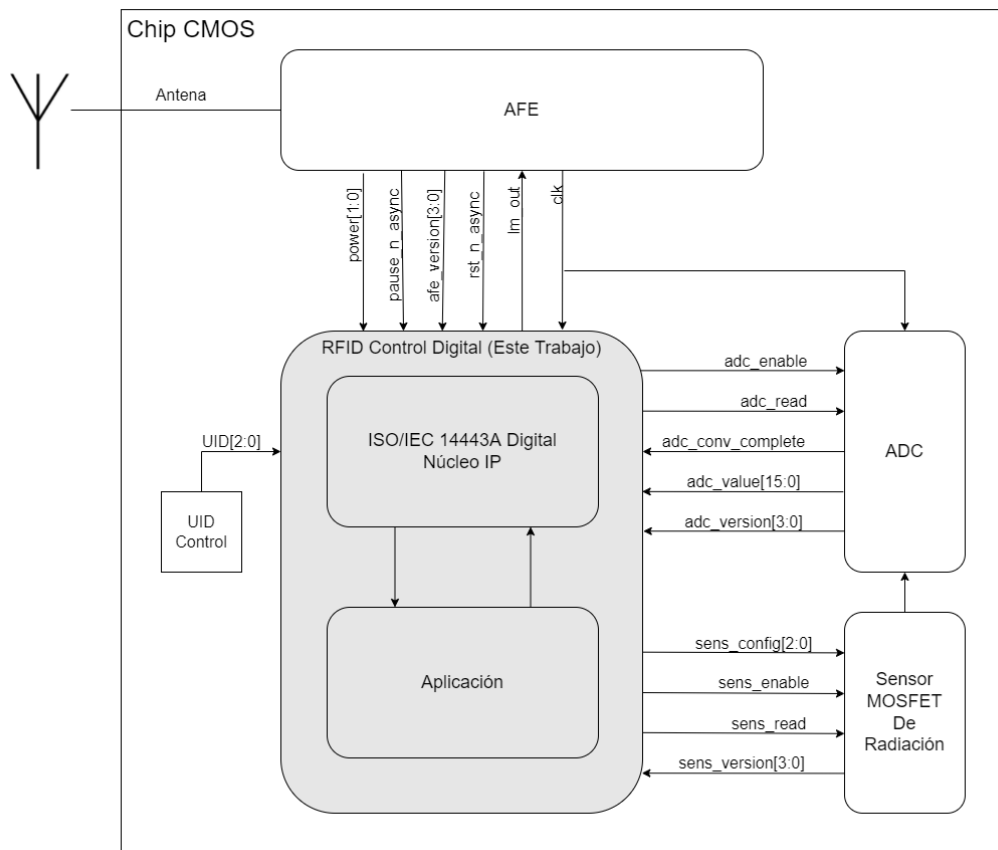 Chip CMOS
Antena
AFE
power[1:0]
pause_n_async
afe_version[3:0]
rst_n_async
lm_out
clk
RFID Control Digital (Este Trabajo)
ISO/IEC 14443A Digital
Núcleo IP
UID[2:0]
UID
Control
adc_enable
adc_read
adc_conv_complete
adc_value[15:0]
adc_version[3:0]
ADC
Aplicación
sens_config[2:0]
sens_enable
sens_read
sens_version[3:0]
Sensor
MOSFET
De
Radiación